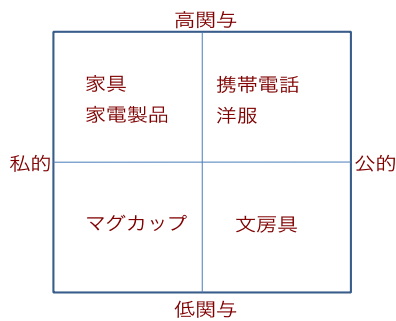 高関与
家具
家電製品
携帯電話
洋服
私的
公的
マグカップ
文房具
低関与